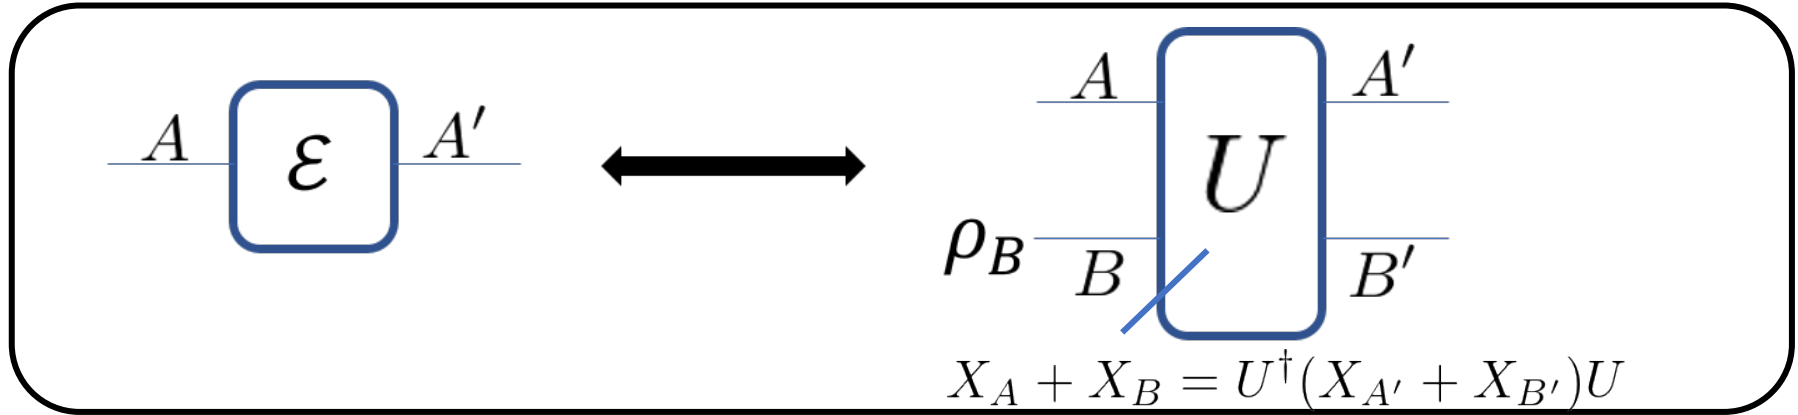 A ℰ A′
A U A′
ρ_B B B′
X_A + X_B = U†(X_{A′} + X_{B′})U